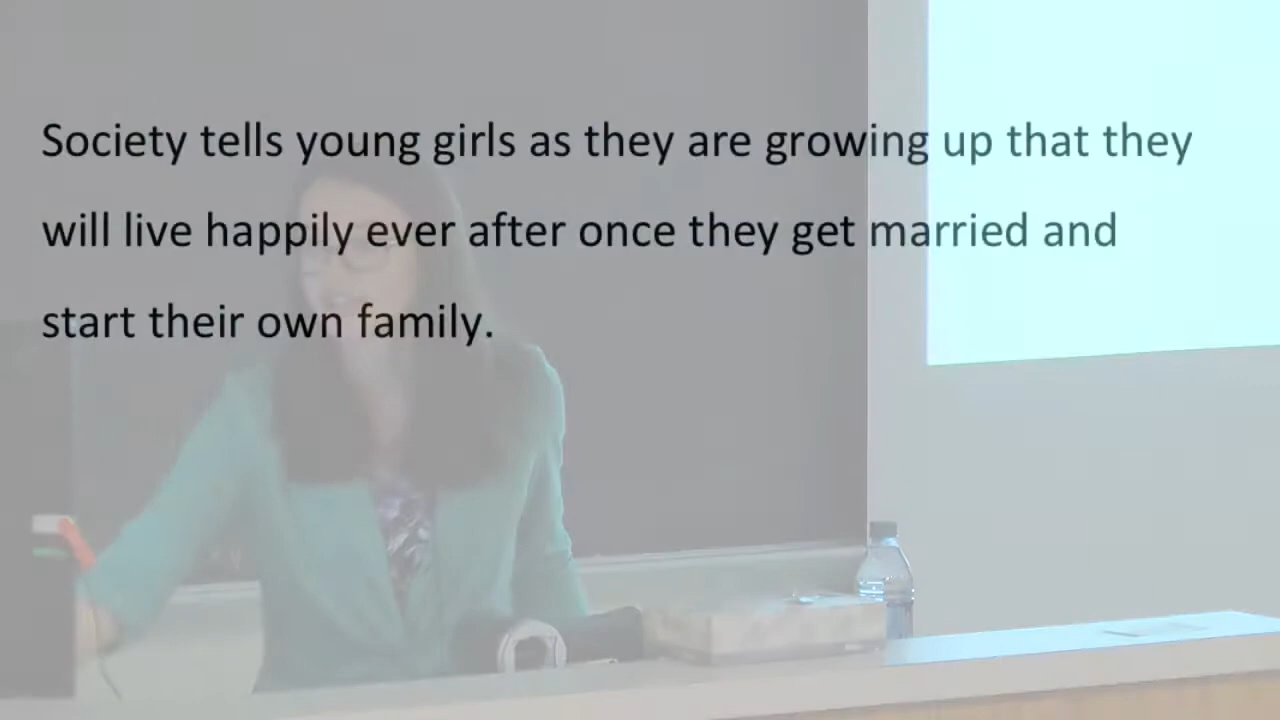 Society tells young girls as they are growing up that they
will live happily ever after once they get married and
start their own family.